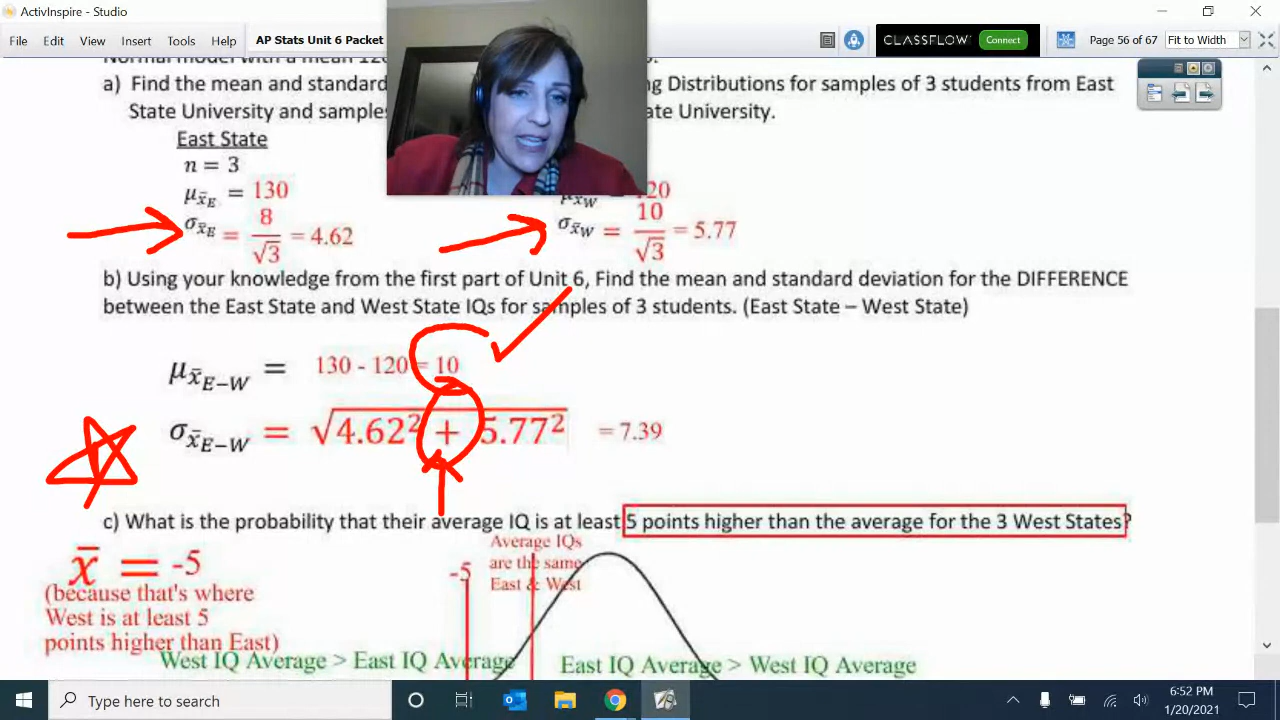 ActivInspire - Studio
File Edit View Insert Tools Help AP Stats Unit 6 Packet CLASSFLOW Connect Page 56 of 67 Fit to Width
Normal model with a mean 120
a) Find the mean and standard ng Distributions for samples of 3 students from East
State University and samples ate University.
East State
n = 3
μx̄E = 130 μx̄W = 120
σx̄E = 8/√3 = 4.62 σx̄W = 10/√3 = 5.77
b) Using your knowledge from the first part of Unit 6, Find the mean and standard deviation for the DIFFERENCE
between the East State and West State IQs for samples of 3 students. (East State – West State)
μx̄E−W = 130 - 120 = 10
σx̄E−W = √4.62² + 5.77² = 7.39
c) What is the probability that their average IQ is at least 5 points higher than the average for the 3 West States?
x̄ = -5
(because that's where
West is at least 5
points higher than East)
-5
Average IQs
are the same
East & West
West IQ Average > East IQ Average
East IQ Average > West IQ Average
Type here to search
6:52 PM
1/20/2021